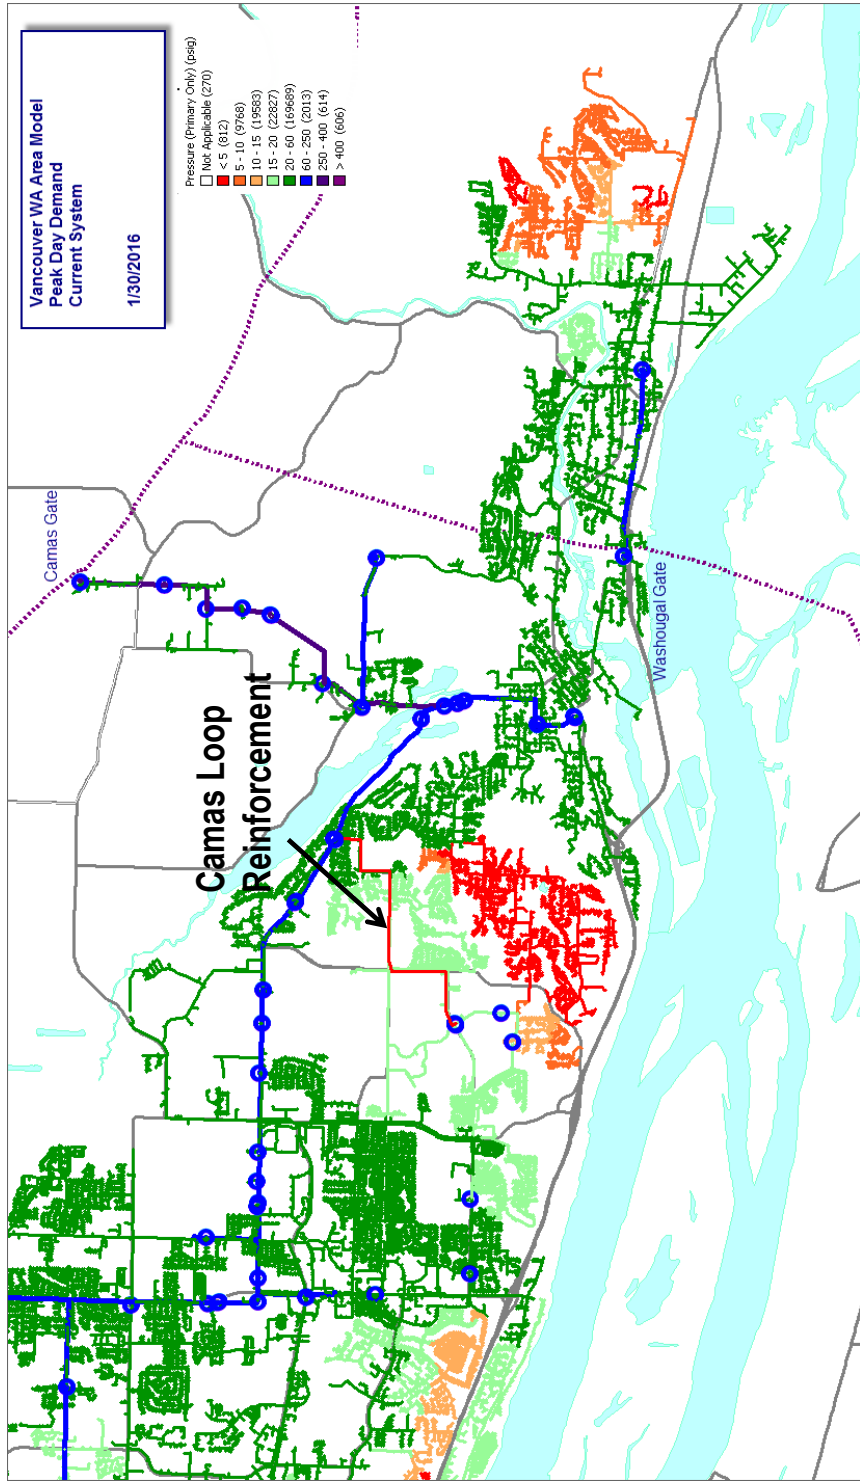 Vancouver WA Area Model
Peak Day Demand
Current System
1/30/2016
Pressure (Primary Only) (psig)
Not Applicable (270)
< 5 (812)
5 - 10 (9768)
10 - 15 (19583)
15 - 20 (22827)
20 - 60 (169689)
60 - 250 (2013)
250 - 400 (614)
> 400 (606)
Camas Gate
Camas Loop
Reinforcement
Washougal Gate